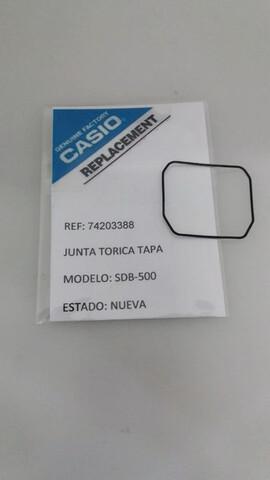 GENUINE FACTORY
CASIO
REPLACEMENT
REF: 74203388
JUNTA TORICA TAPA
MODELO: SDB-500
ESTADO: NUEVA